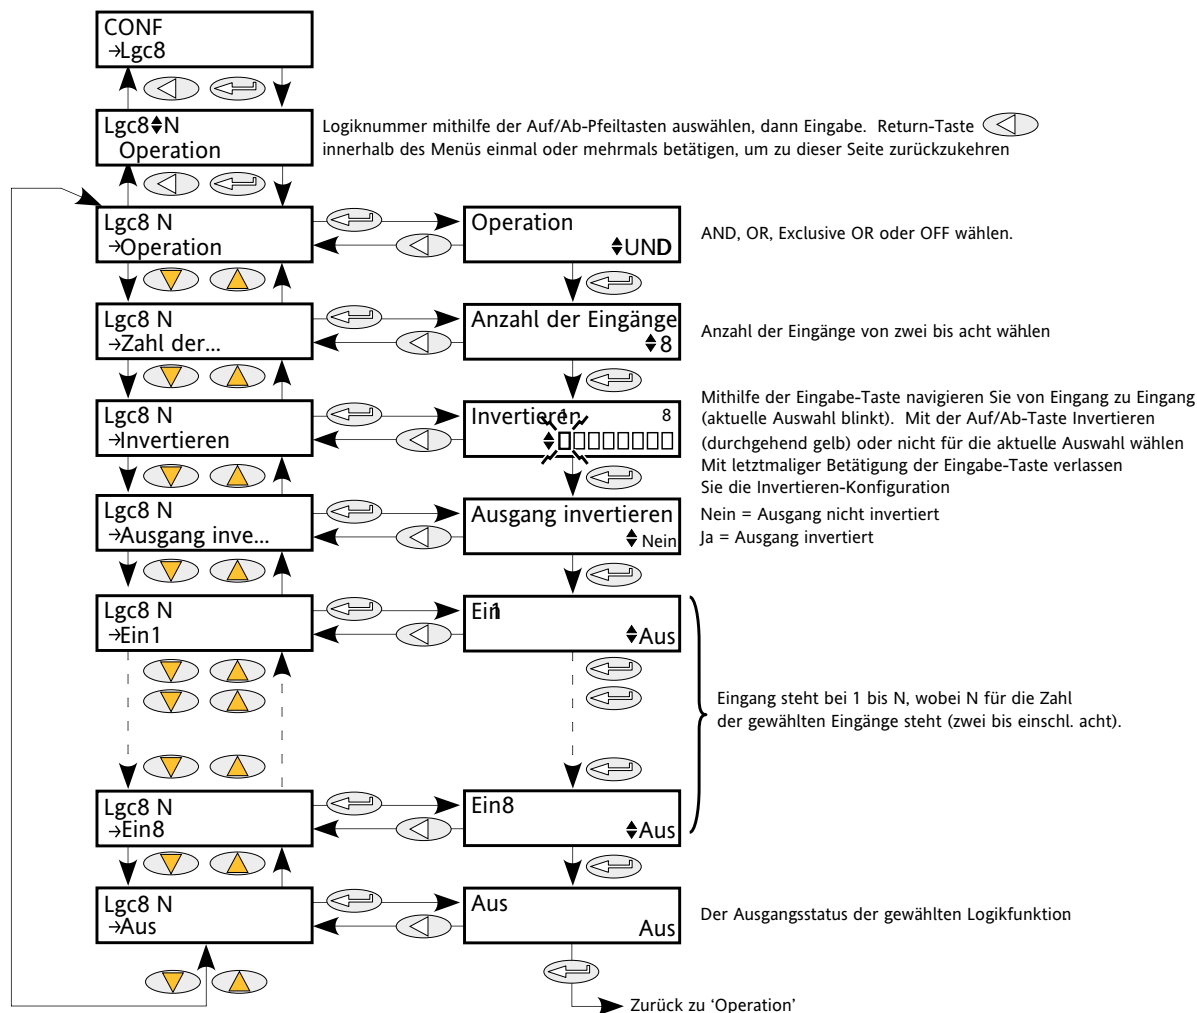 CONF
→Lgc8
Lgc8♦N
Operation
Logiknummer mithilfe der Auf/Ab-Pfeiltasten auswählen, dann Eingabe. Return-Taste
innerhalb des Menüs einmal oder mehrmals betätigen, um zu dieser Seite zurückzukehren
Lgc8 N
→Operation
Operation
♦UND
AND, OR, Exclusive OR oder OFF wählen.
Lgc8 N
→Zahl der...
Anzahl der Eingänge
♦8
Anzahl der Eingänge von zwei bis acht wählen
Lgc8 N
→Invertieren
Invertieren
1 8
Mithilfe der Eingabe-Taste navigieren Sie von Eingang zu Eingang
(aktuelle Auswahl blinkt). Mit der Auf/Ab-Taste Invertieren
(durchgehend gelb) oder nicht für die aktuelle Auswahl wählen
Mit letztmaliger Betätigung der Eingabe-Taste verlassen
Sie die Invertieren-Konfiguration
Lgc8 N
→Ausgang inve...
Ausgang invertieren
♦Nein
Nein = Ausgang nicht invertiert
Ja = Ausgang invertiert
Lgc8 N
→Ein1
Ein1
♦Aus
Eingang steht bei 1 bis N, wobei N für die Zahl
der gewählten Eingänge steht (zwei bis einschl. acht).
Lgc8 N
→Ein8
Ein8
♦Aus
Lgc8 N
→Aus
Aus
Aus
Der Ausgangsstatus der gewählten Logikfunktion
Zurück zu 'Operation'